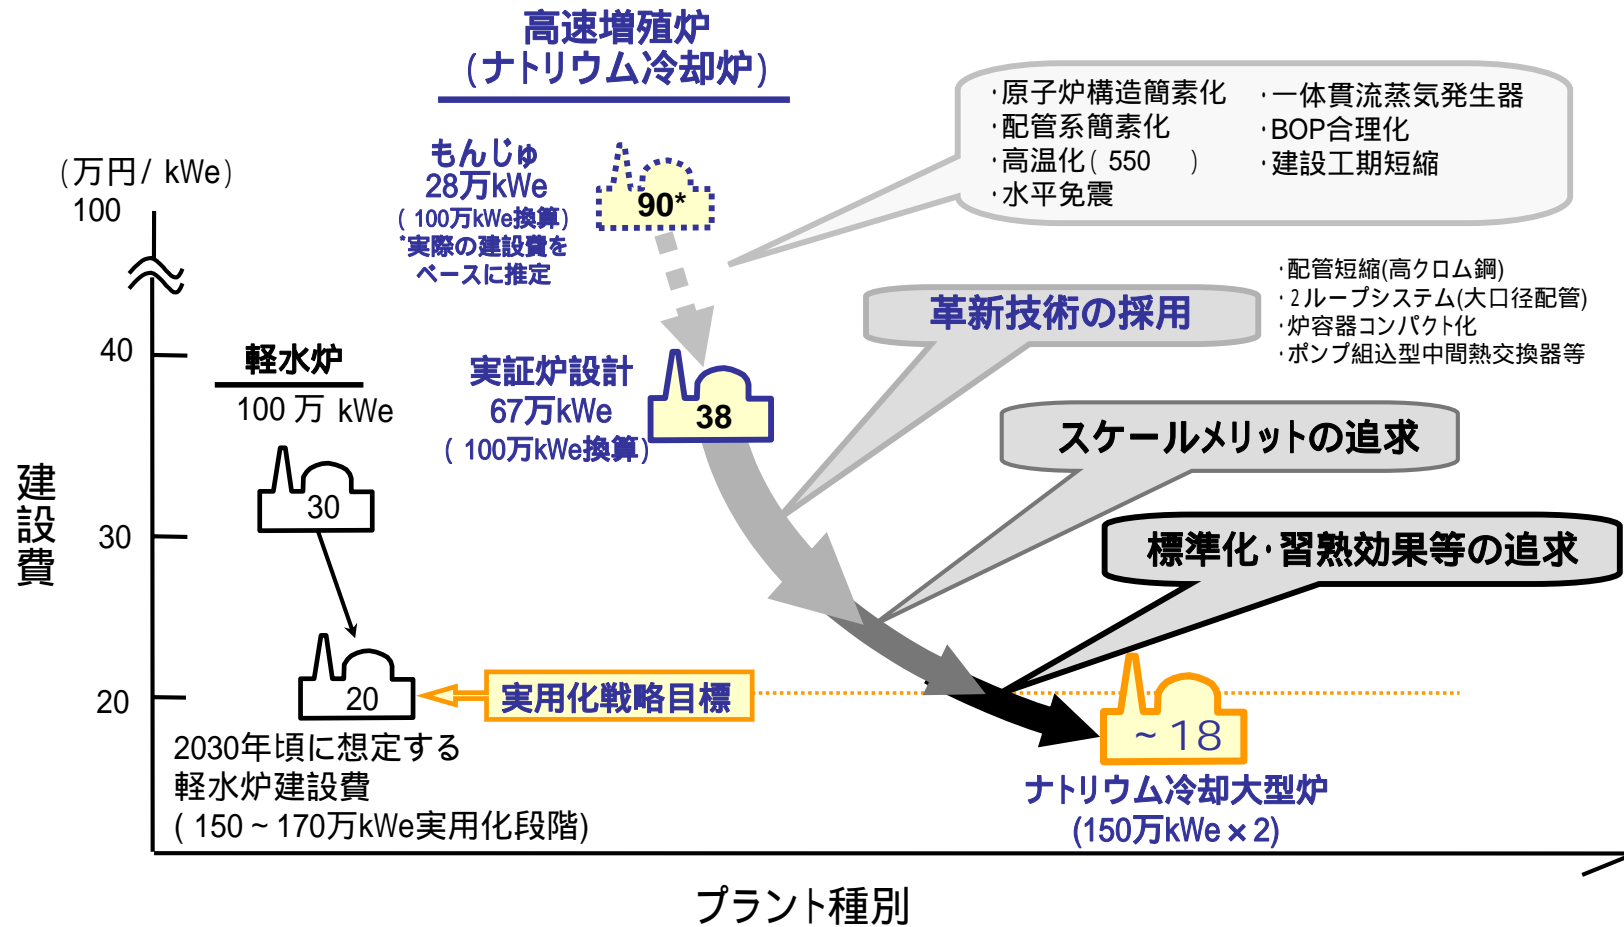 高速増殖炉
(ナトリウム冷却炉)
・原子炉構造簡素化
・配管系簡素化
・高温化( 550 )
・水平免震
・一体貫流蒸気発生器
・BOP合理化
・建設工期短縮
もんじゅ
28万kWe
( 100万kWe換算)
*実際の建設費を
ベースに推定
90*
(万円/ kWe)
100
40
30
20
建設費
・配管短縮(高クロム鋼)
・2ループシステム(大口径配管)
・炉容器コンパクト化
・ポンプ組込型中間熱交換器等
革新技術の採用
軽水炉
100 万 kWe
30
実証炉設計
67万kWe
( 100万kWe換算)
38
スケールメリットの追求
標準化・習熟効果等の追求
20
実用化戦略目標
~18
2030年頃に想定する
軽水炉建設費
( 150 ~ 170万kWe実用化段階)
ナトリウム冷却大型炉
(150万kWe × 2)
プラント種別